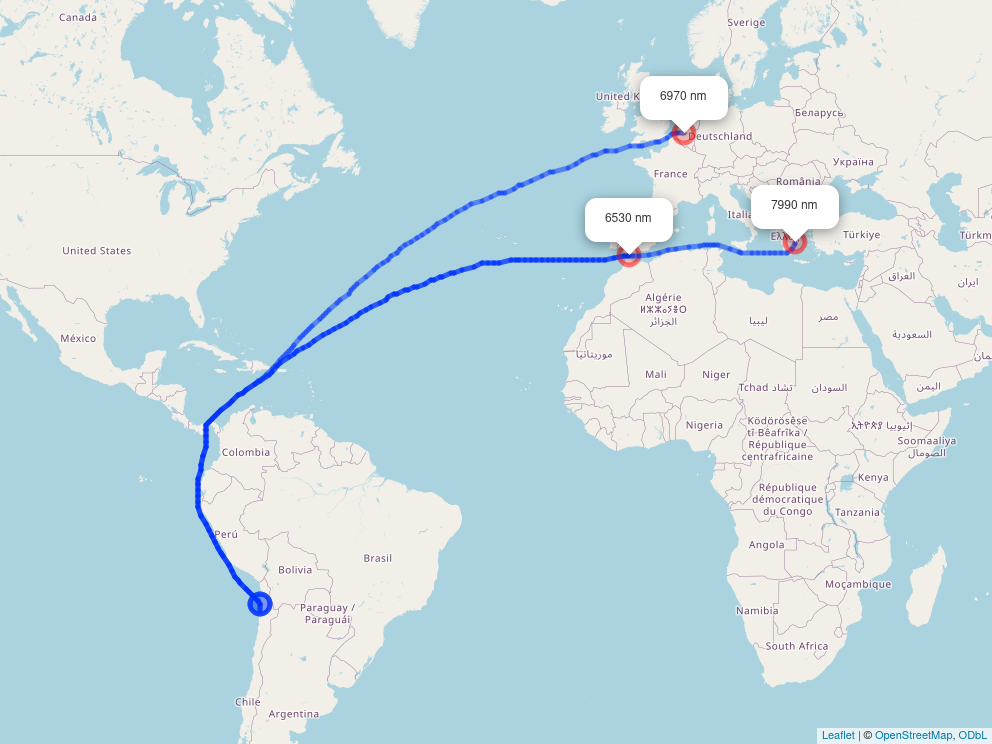 Canada
Sverige
United K
6970 nm
Беларусь
Deutschland
Україна
France
România
6530 nm
Italia
7990 nm
Ελλ
Türkiye
Türkm
United States
العراق
ایران
Algérie
ⵍⵣⵣⴰⵢⴻⵔ
الجزائر
ليبيا
مصر
السعودية
México
موريتانيا
Mali
Niger
Tchad تشاد
السودان
اليمن
Nigeria
Ködörösêse
tî Bêafrîka /
République
centrafricaine
ኢትዮጵያ إثيوبيا
Soomaaliya
الصومال
Colombia
Kenya
République
démocratique
du Congo
Tanzania
Perú
Angola
Brasil
Bolivia
Moçambique
Paraguay /
Paraguái
Namibia
South Africa
Chile
Argentina
Leaflet | © OpenStreetMap, ODbL